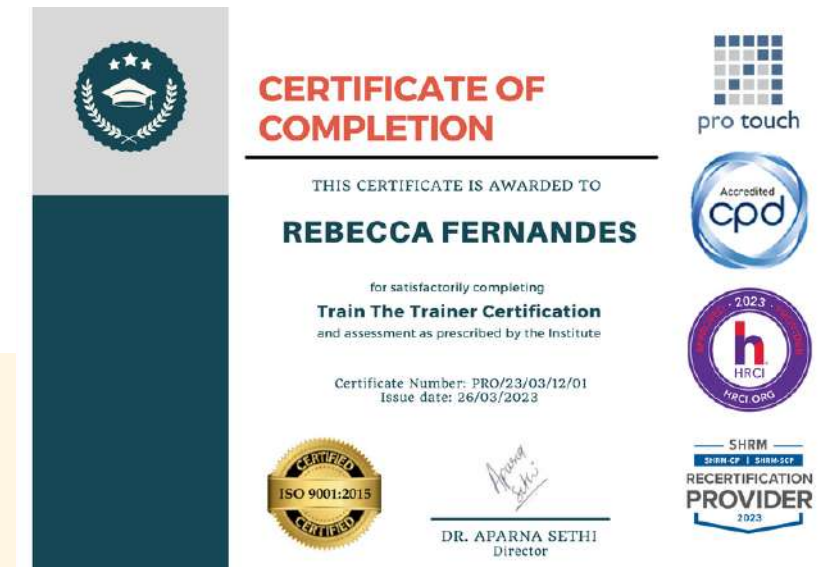 CERTIFICATE OF
COMPLETION
THIS CERTIFICATE IS AWARDED TO
REBECCA FERNANDES
for satisfactorily completing
Train The Trainer Certification
and assessment as prescribed by the Institute
Certificate Number: PRO/23/03/12/01
Issue date: 26/03/2023
CERTIFIED
ISO 9001:2015
CERTIFIED
Aparna
Sethi
DR. APARNA SETHI
Director
pro touch
Accredited
cpd
2023
HRCI
HRCI.ORG
SHRM
SHRM-CP | SHRM-SCP
RECERTIFICATION
PROVIDER
2023